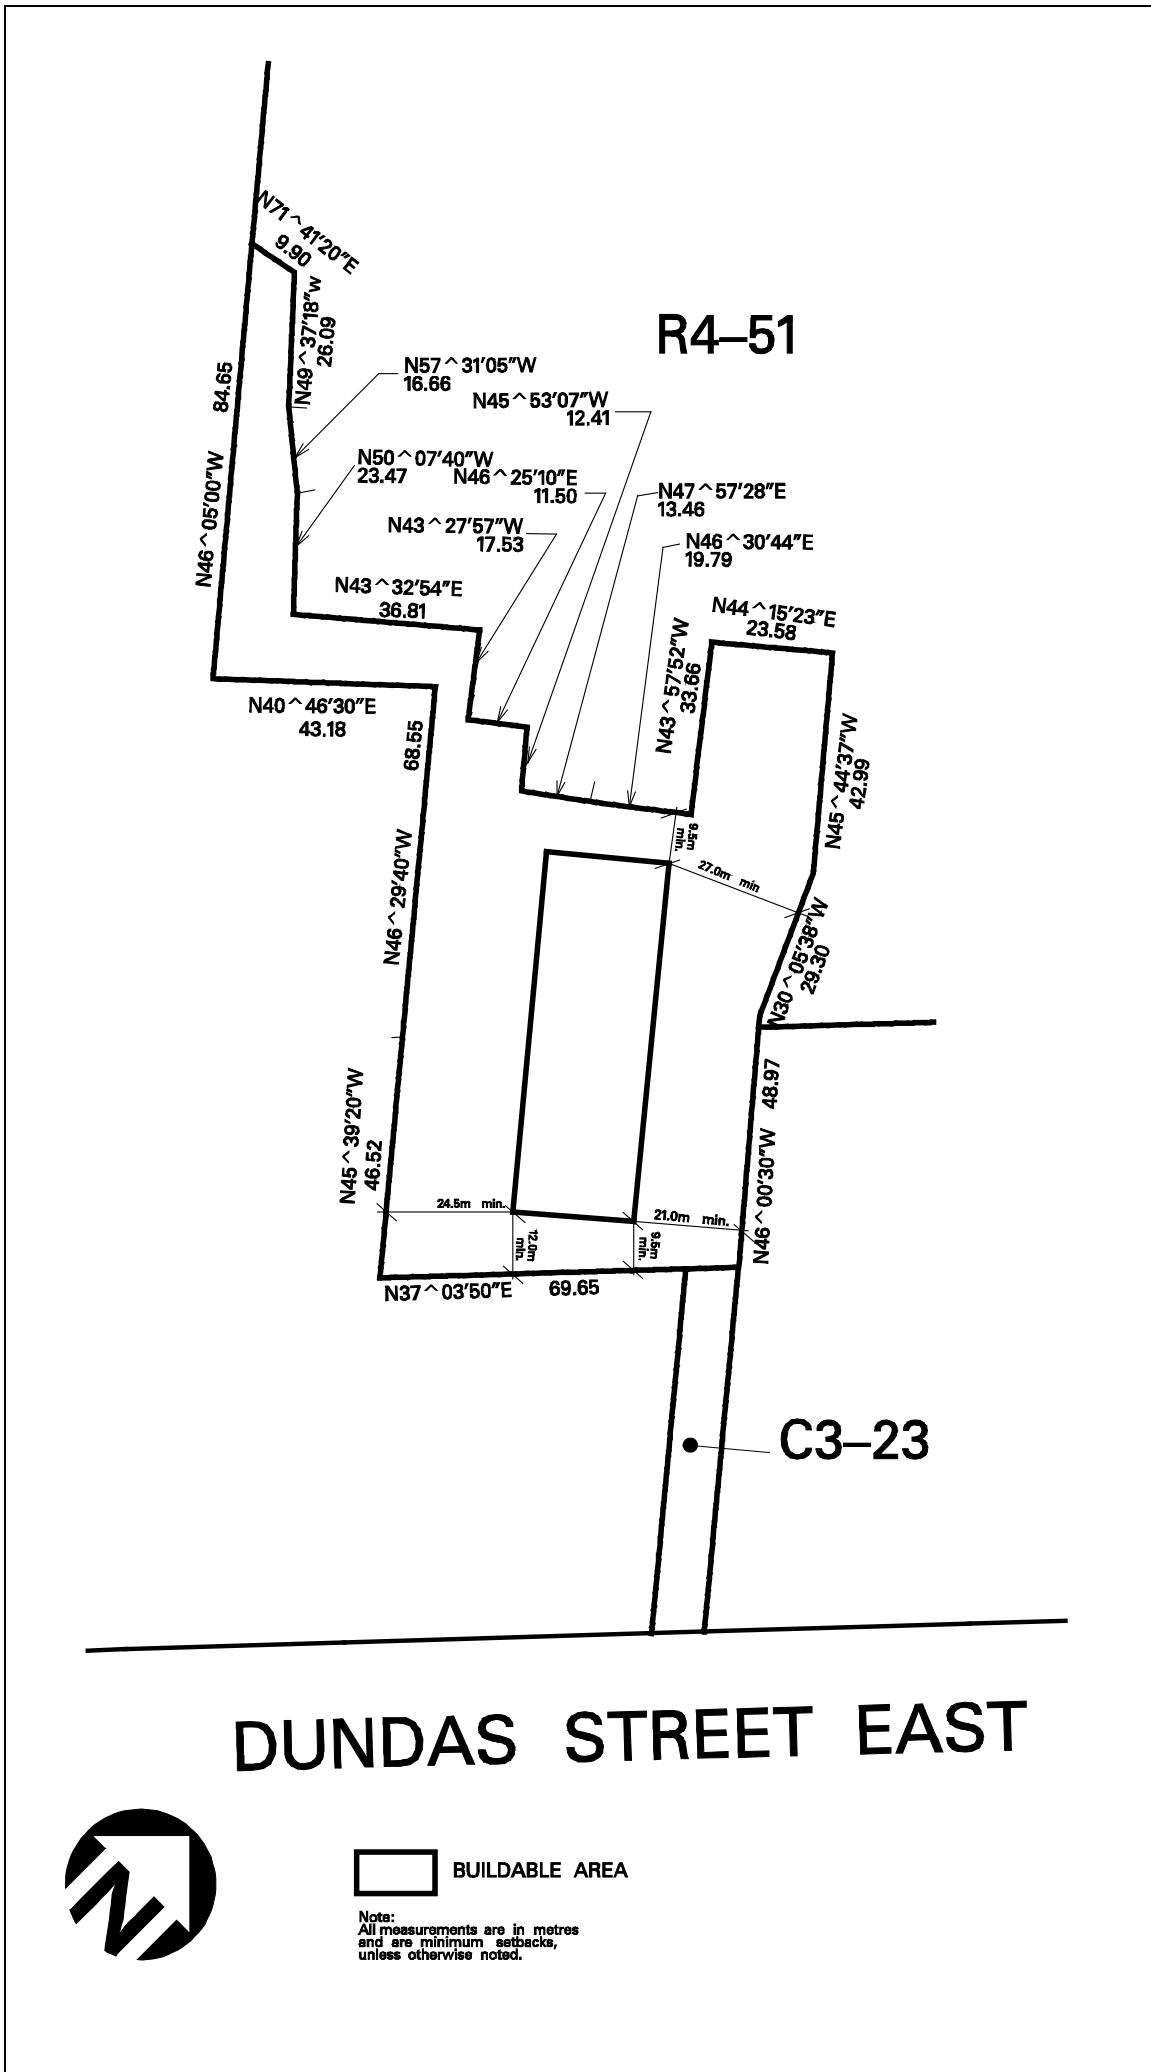 N71^41'20"E
9.90
N49^37'18"w
26.09
R4–51
84.65
N46^05'00"W
N57^31'05"W
16.66
N45^53'07"W
12.41
N50^07'40"W
23.47
N46^25'10"E
11.50
N47^57'28"E
13.46
N43^27'57"W
17.53
N46^30'44"E
19.79
N43^32'54"E
36.81
N44^15'23"E
23.58
N43^57'52"W
33.66
N40^46'30"E
43.18
68.55
N46^29'40"W
N45^44'37"W
42.99
9.5m
min.
27.0m min
N30^05'38"W
29.30
48.97
N46^00'30"W
N45^39'20"W
46.52
24.5m min.
21.0m min.
12.0m
min.
9.5m
min.
N37^03'50"E 69.65
C3–23
DUNDAS STREET EAST
N
BUILDABLE AREA
Note:
All measurements are in metres
and are minimum setbacks,
unless otherwise noted.